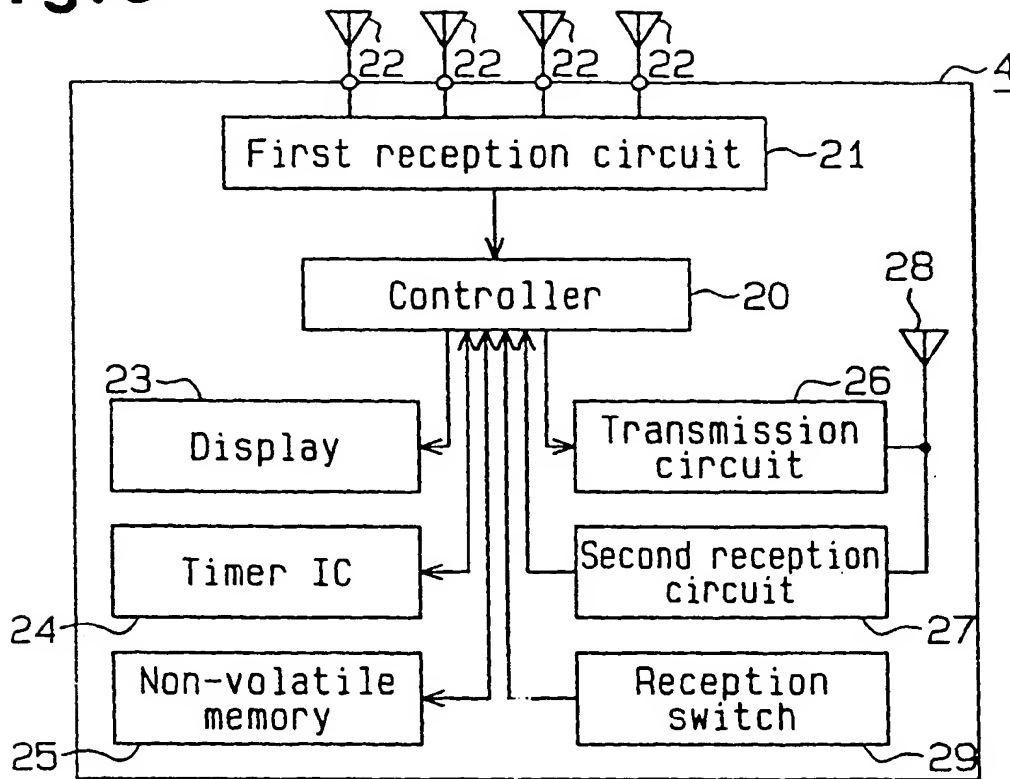 22 22 22 22
4
First reception circuit
21
Controller
20
28
23
26
Display
Transmission
circuit
Timer IC
Second reception
circuit
24
27
Non-volatile
memory
Reception
switch
25
29